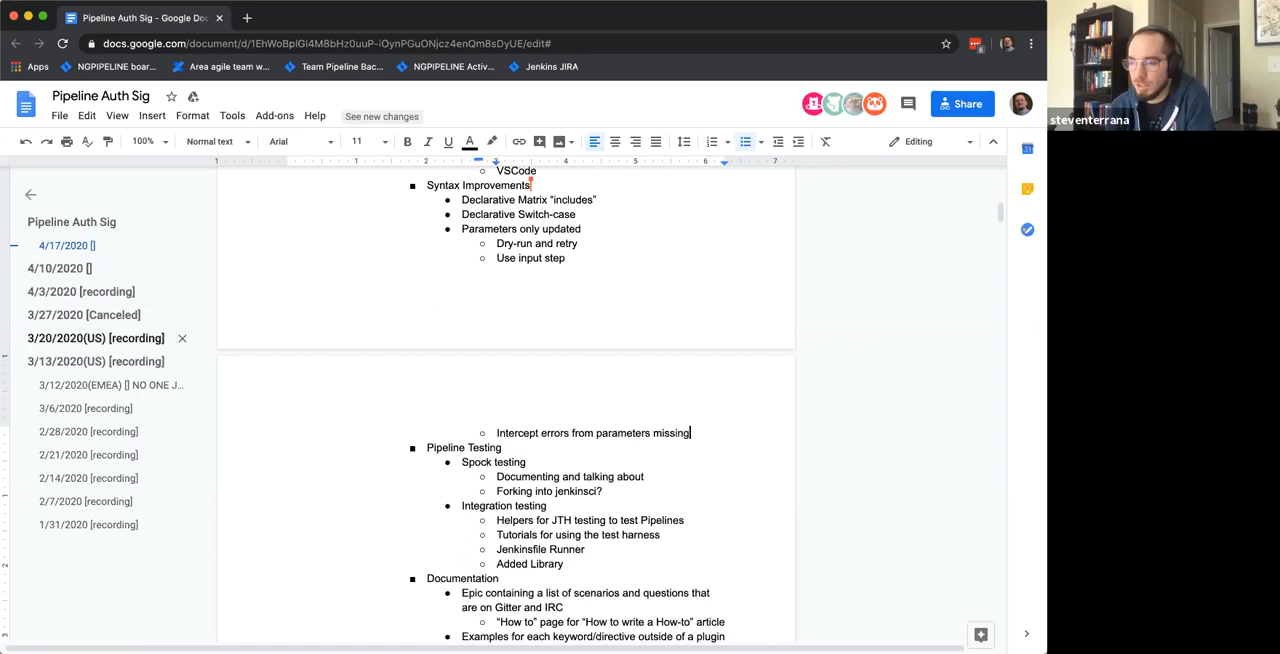 Pipeline Auth Sig - Google Doc
docs.google.com/document/d/1EhWoBplGl4M8bHz0uuP-iOynPGuONjcz4enQm8sDyUE/edit#
Apps
NGPIPELINE boar...
Area agile team w...
Team Pipeline Bac...
NGPIPELINE Activ...
Jenkins JIRA
steventerrana
Pipeline Auth Sig
File Edit View Insert Format Tools Add-ons Help
See new changes
Share
100%
Normal text
Arial
11
Editing
Pipeline Auth Sig
4/17/2020 []
4/10/2020 []
4/3/2020 [recording]
3/27/2020 [Canceled]
3/20/2020(US) [recording]
3/13/2020(US) [recording]
3/12/2020(EMEA) [] NO ONE J...
3/6/2020 [recording]
2/28/2020 [recording]
2/21/2020 [recording]
2/14/2020 [recording]
2/7/2020 [recording]
1/31/2020 [recording]
VSCode
Syntax Improvements
Declarative Matrix “includes”
Declarative Switch-case
Parameters only updated
Dry-run and retry
Use input step
Intercept errors from parameters missing
Pipeline Testing
Spock testing
Documenting and talking about
Forking into jenkinsci?
Integration testing
Helpers for JTH testing to test Pipelines
Tutorials for using the test harness
Jenkinsfile Runner
Added Library
Documentation
Epic containing a list of scenarios and questions that
are on Gitter and IRC
“How to” page for “How to write a How-to” article
Examples for each keyword/directive outside of a plugin